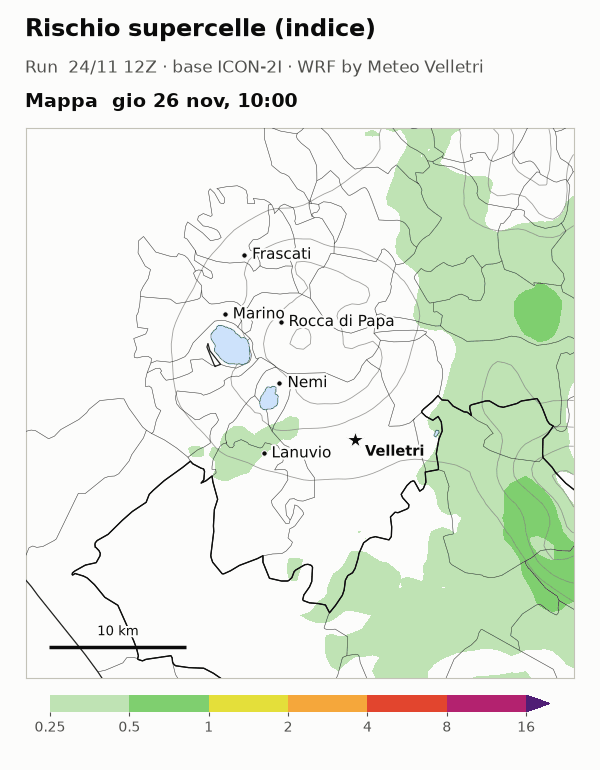 Rischio supercelle (indice)
Run  24/11 12Z · base ICON-2I · WRF by Meteo Velletri
Mappa  gio 26 nov, 10:00
Frascati
Marino
Rocca di Papa
Nemi
Velletri
Lanuvio
10 km
0.25 0.5 1 2 4 8 16